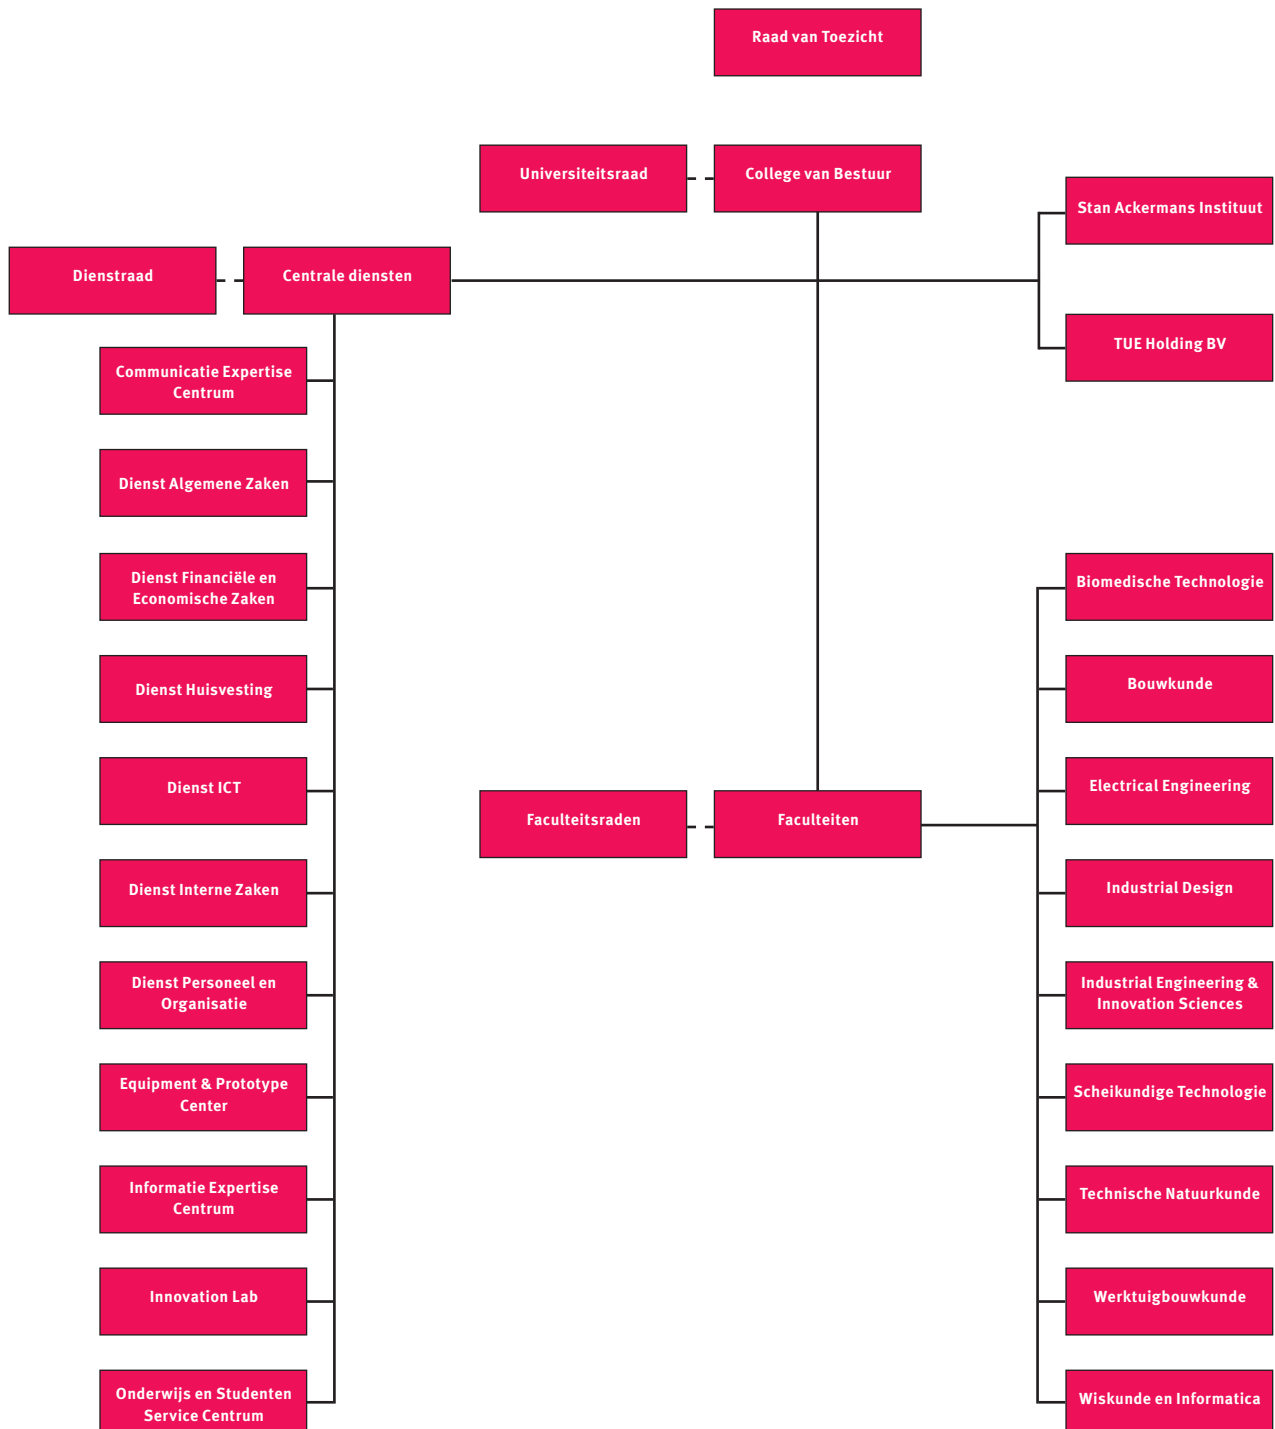 Raad van Toezicht
Universiteitsraad
College van Bestuur
Stan Ackermans Instituut
Dienstraad
Centrale diensten
TUE Holding BV
Communicatie Expertise
Centrum
Dienst Algemene Zaken
Dienst Financiële en
Economische Zaken
Dienst Huisvesting
Dienst ICT
Dienst Interne Zaken
Dienst Personeel en
Organisatie
Equipment & Prototype
Center
Informatie Expertise
Centrum
Innovation Lab
Onderwijs en Studenten
Service Centrum
Faculteitsraden
Faculteiten
Biomedische Technologie
Bouwkunde
Electrical Engineering
Industrial Design
Industrial Engineering &
Innovation Sciences
Scheikundige Technologie
Technische Natuurkunde
Werktuigbouwkunde
Wiskunde en Informatica